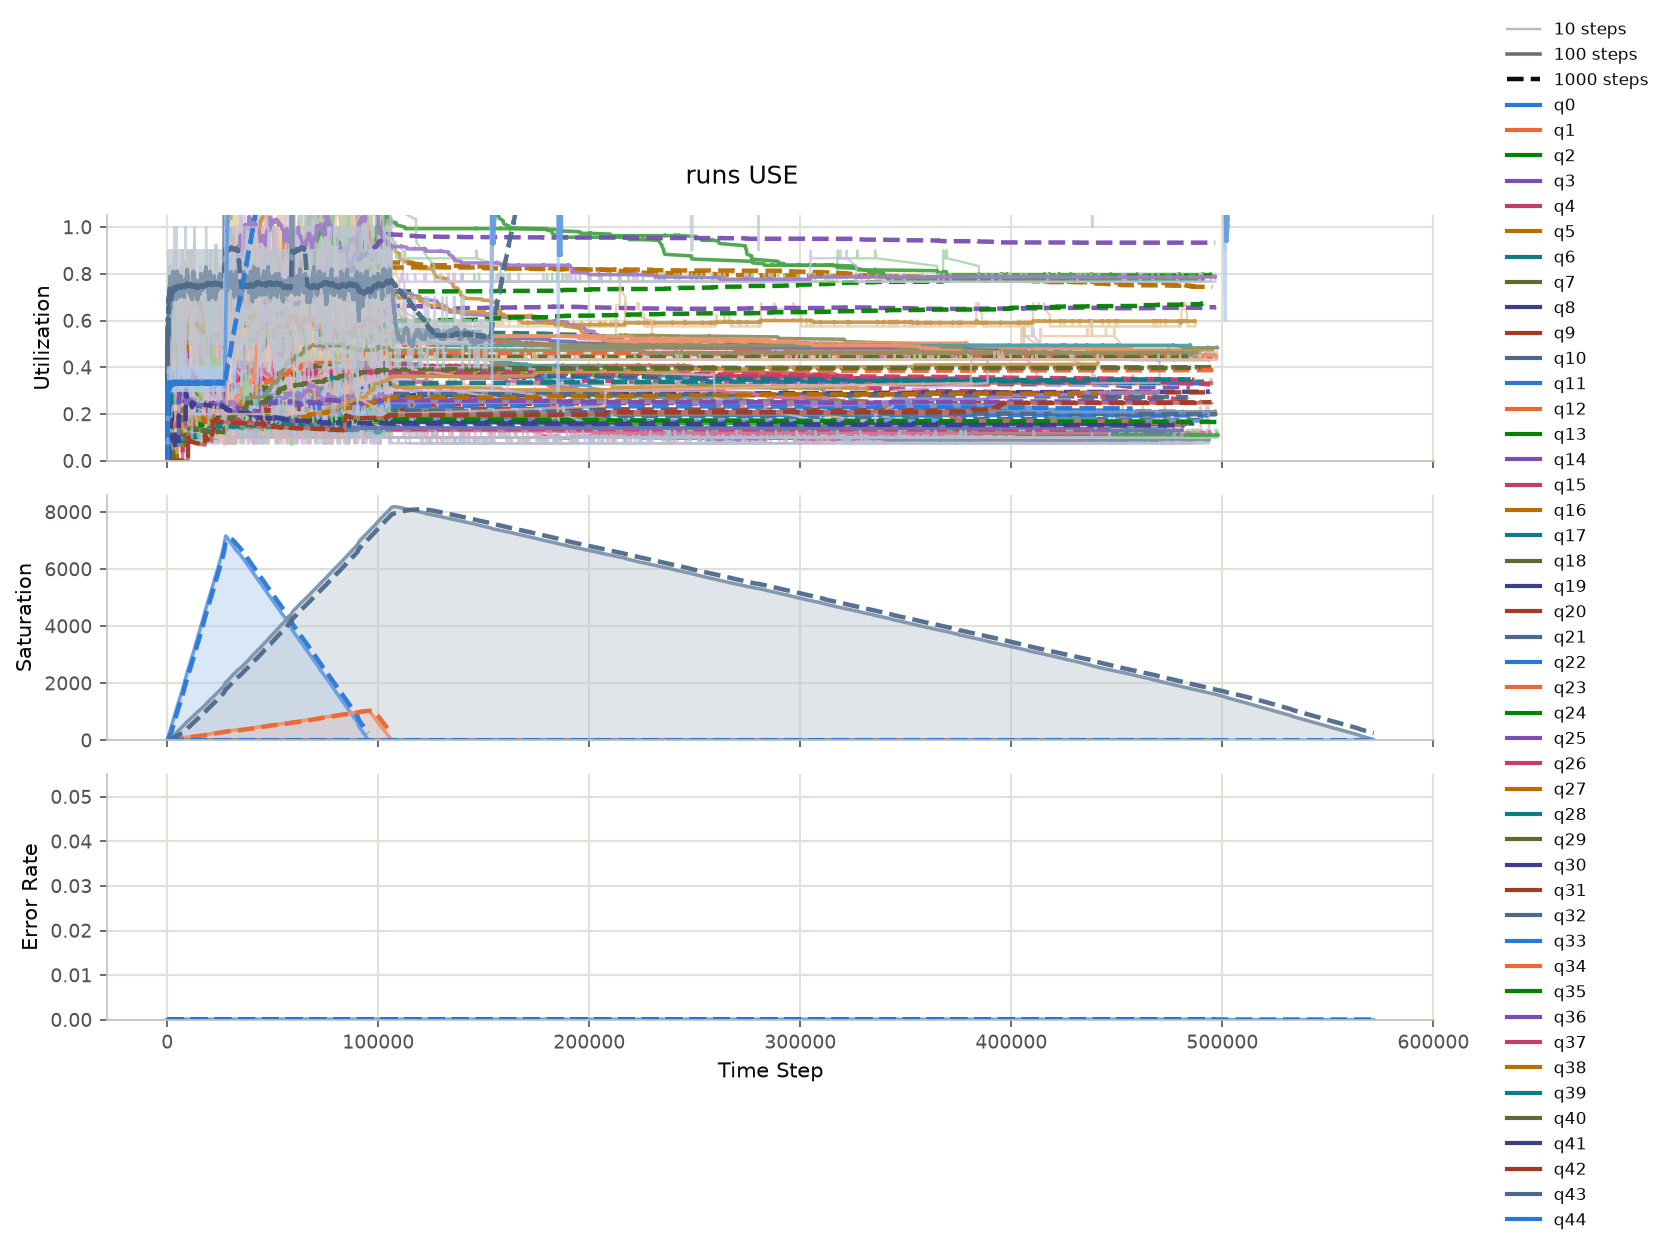 runs USE
Utilization
1.0
0.8
0.6
0.4
0.2
0.0
Saturation
8000
6000
4000
2000
0
Error Rate
0.05
0.04
0.03
0.02
0.01
0.00
0
100000
200000
300000
400000
500000
600000
Time Step
10 steps
100 steps
1000 steps
q0
q1
q2
q3
q4
q5
q6
q7
q8
q9
q10
q11
q12
q13
q14
q15
q16
q17
q18
q19
q20
q21
q22
q23
q24
q25
q26
q27
q28
q29
q30
q31
q32
q33
q34
q35
q36
q37
q38
q39
q40
q41
q42
q43
q44